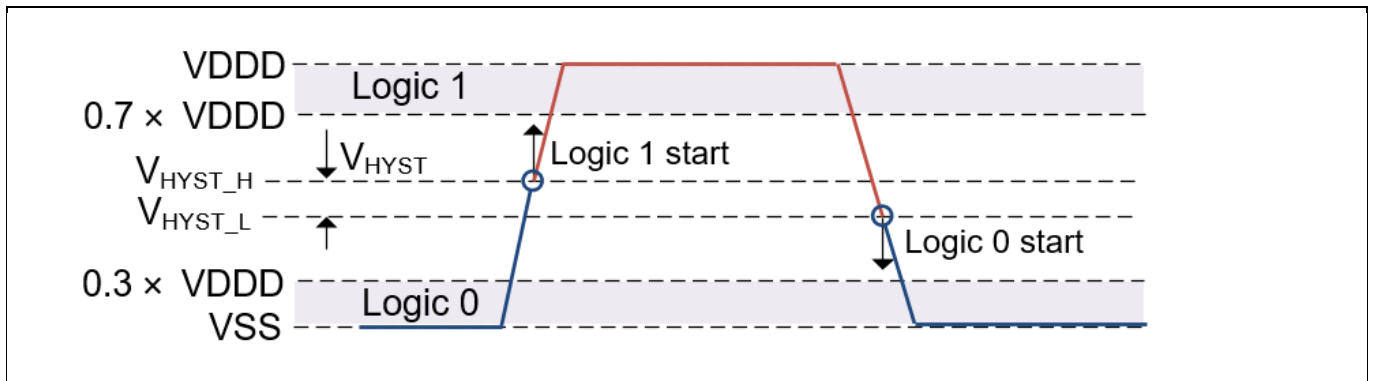 VDDD
Logic 1
0.7 × VDDD
VHYST
Logic 1 start
VHYST_H
VHYST_L
Logic 0 start
0.3 × VDDD
Logic 0
VSS